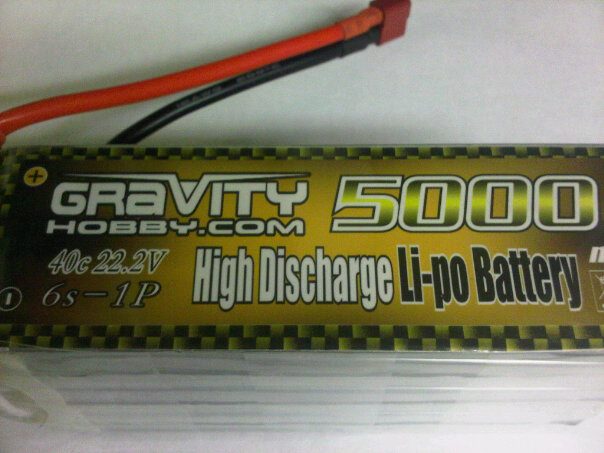 GRAVITY
HOBBY.COM
5000
40c 22.2V
6s-1P
High Discharge Li-po Battery